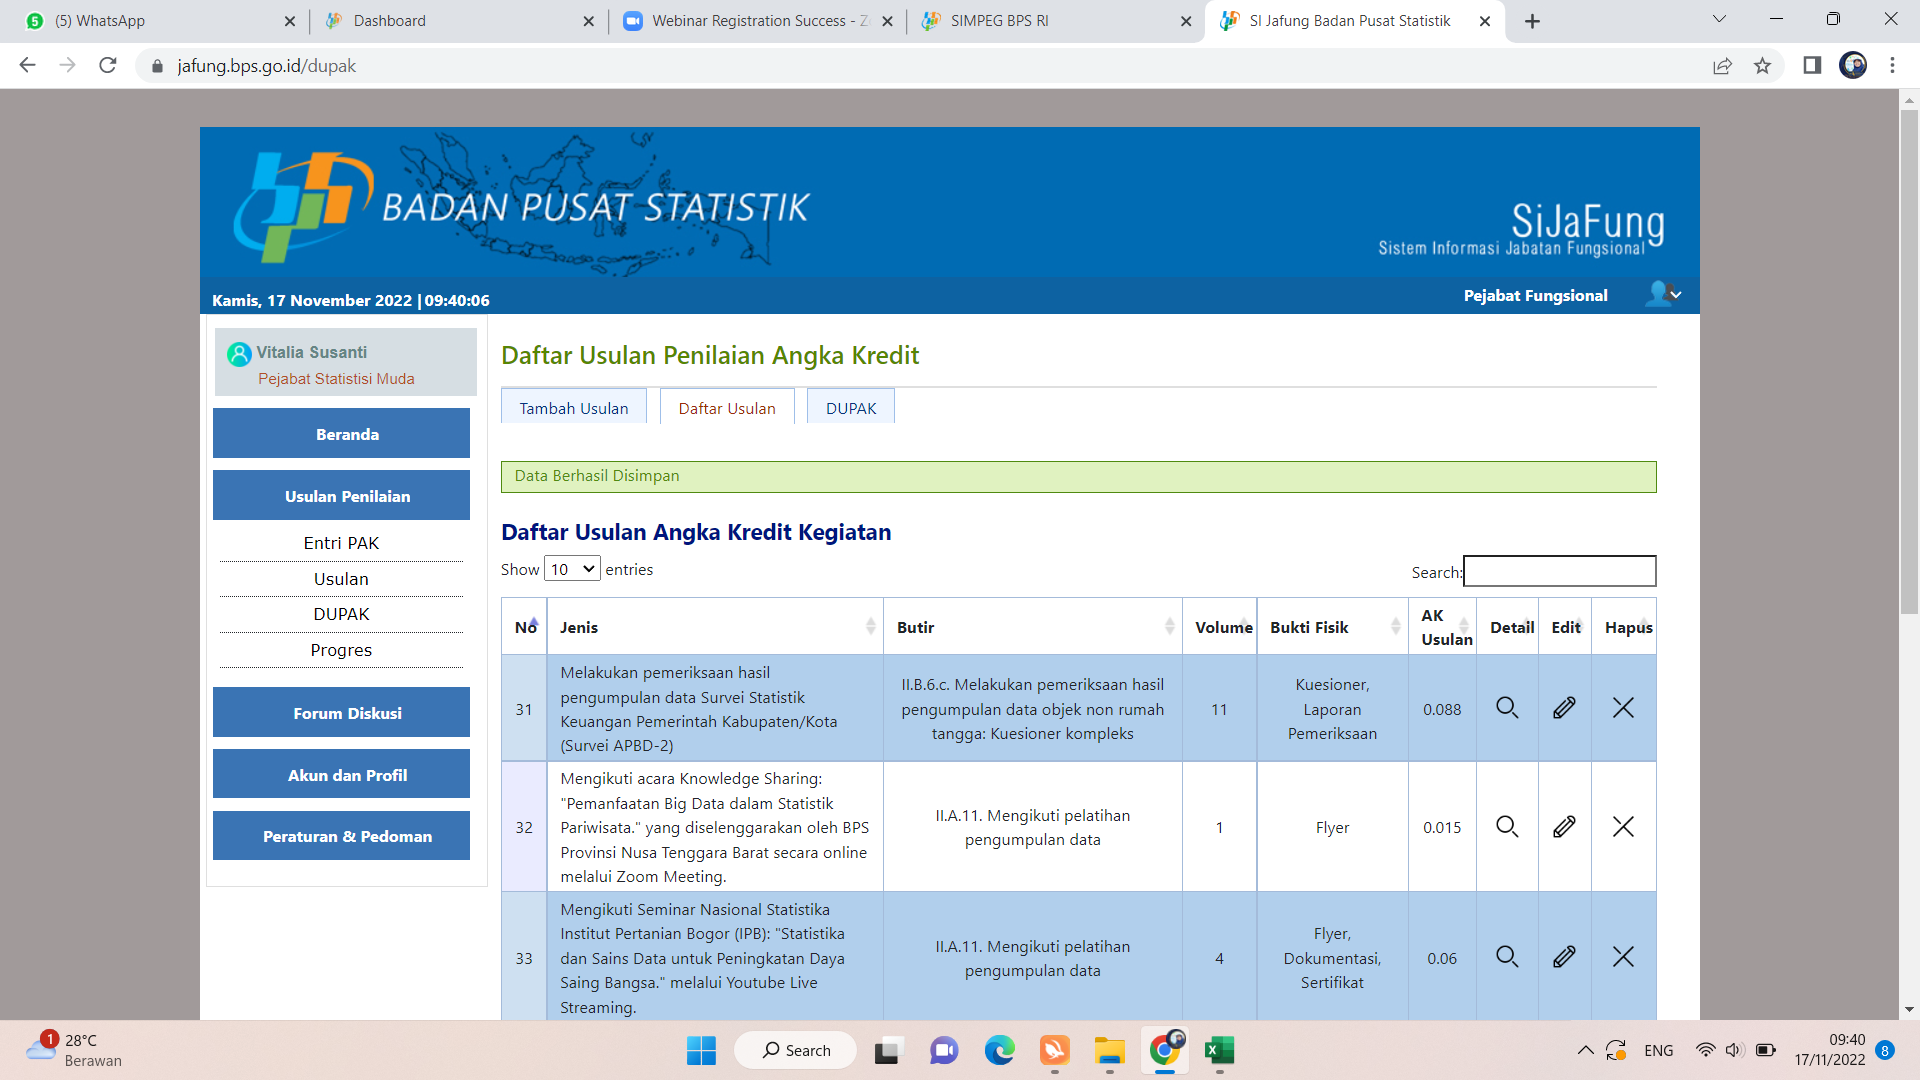 (5) WhatsApp
Dashboard
Webinar Registration Success - Z
SIMPEG BPS RI
SI Jafung Badan Pusat Statistik
jafung.bps.go.id/dupak
BADAN PUSAT STATISTIK
SiJaFung
Sistem Informasi Jabatan Fungsional
Kamis, 17 November 2022 | 09:40:06
Pejabat Fungsional
Vitalia Susanti
Pejabat Statistisi Muda
Beranda
Usulan Penilaian
Entri PAK
Usulan
DUPAK
Progres
Forum Diskusi
Akun dan Profil
Peraturan & Pedoman
Daftar Usulan Penilaian Angka Kredit
Tambah Usulan
Daftar Usulan
DUPAK
Data Berhasil Disimpan
Daftar Usulan Angka Kredit Kegiatan
Show 10 entries
Search:
No
Jenis
Butir
Volume
Bukti Fisik
AK
Usulan
Detail
Edit
Hapus
31
Melakukan pemeriksaan hasil
pengumpulan data Survei Statistik
Keuangan Pemerintah Kabupaten/Kota
(Survei APBD-2)
II.B.6.c. Melakukan pemeriksaan hasil
pengumpulan data objek non rumah
tangga: Kuesioner kompleks
11
Kuesioner,
Laporan
Pemeriksaan
0.088
32
Mengikuti acara Knowledge Sharing:
"Pemanfaatan Big Data dalam Statistik
Pariwisata." yang diselenggarakan oleh BPS
Provinsi Nusa Tenggara Barat secara online
melalui Zoom Meeting.
II.A.11. Mengikuti pelatihan
pengumpulan data
1
Flyer
0.015
33
Mengikuti Seminar Nasional Statistika
Institut Pertanian Bogor (IPB): "Statistika
dan Sains Data untuk Peningkatan Daya
Saing Bangsa." melalui Youtube Live
Streaming.
II.A.11. Mengikuti pelatihan
pengumpulan data
4
Flyer,
Dokumentasi,
Sertifikat
0.06
1
28°C
Berawan
Search
ENG
09:40
17/11/2022
8